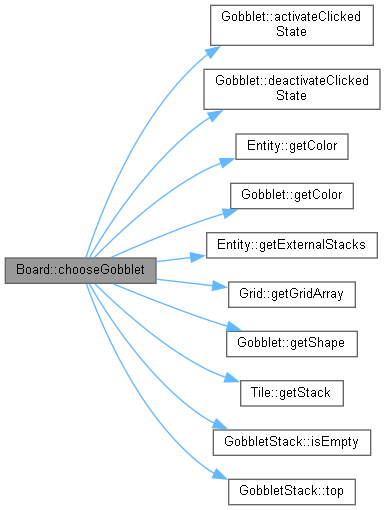 Gobblet::activateClicked
State
Gobblet::deactivateClicked
State
Entity::getColor
Gobblet::getColor
Entity::getExternalStacks
Board::chooseGobblet
Grid::getGridArray
Gobblet::getShape
Tile::getStack
GobbletStack::isEmpty
GobbletStack::top